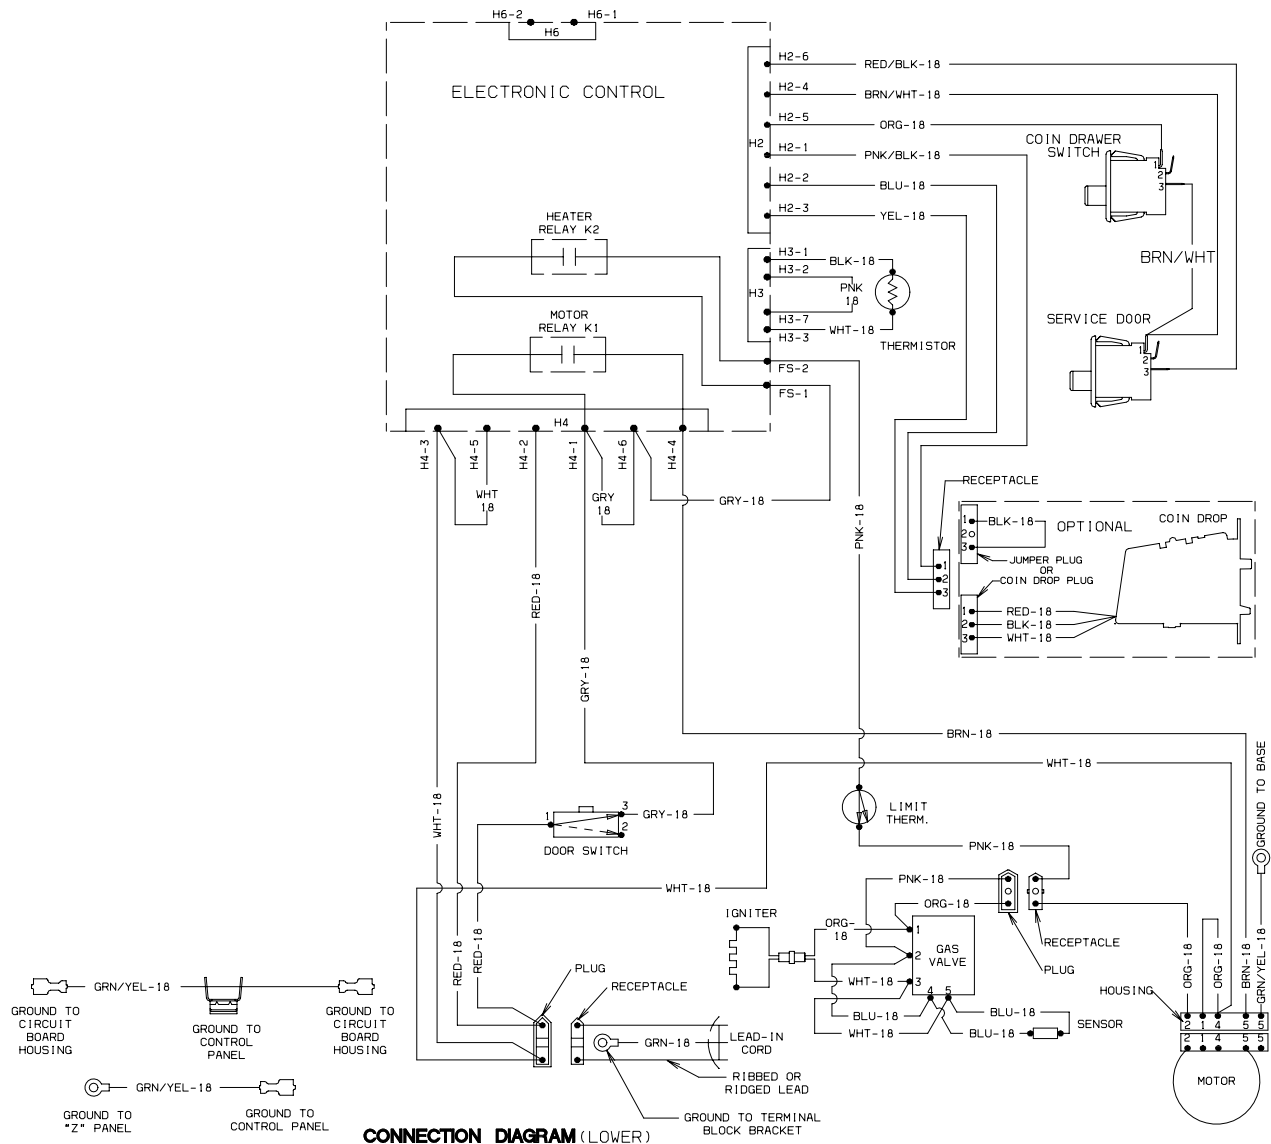 H6-2
H6-1
H6
ELECTRONIC CONTROL
H2-6
RED/BLK-18
H2-4
BRN/WHT-18
H2-5
ORG-18
H2
H2-1
PNK/BLK-18
H2-2
BLU-18
H2-3
YEL-18
COIN DRAWER
SWITCH
1
2
3
BRN/WHT
HEATER
RELAY K2
H3-1
BLK-18
H3-2
H3
PNK
18
H3-7
WHT-18
H3-3
THERMISTOR
MOTOR
RELAY K1
FS-2
FS-1
SERVICE DOOR
1
2
3
H4
H4-3
H4-5
H4-2
H4-1
H4-6
H4-4
WHT
18
GRY
18
GRY-18
PNK-18
RECEPTACLE
1
2
3
1
2
3
BLK-18
OPTIONAL
COIN DROP
JUMPER PLUG
OR
COIN DROP PLUG
1
2
3
RED-18
BLK-18
WHT-18
RED-18
GRY-18
BRN-18
WHT-18
GROUND TO BASE
WHT-18
1
3
2
GRY-18
DOOR SWITCH
LIMIT
THERM.
PNK-18
WHT-18
PNK-18
ORG-18
IGNITER
ORG-
18
1
2
3
4
5
GAS
VALVE
RECEPTACLE
PLUG
WHT-18
BLU-18
WHT-18
BLU-18
BLU-18
SENSOR
RED-18
RED-18
PLUG
RECEPTACLE
GRN-18
LEAD-IN
CORD
RIBBED OR
RIDGED LEAD
GROUND TO TERMINAL
BLOCK BRACKET
HOUSING
ORG-18
ORG-18
BRN-18
GRN/YEL-18
2
1
4
5
5
2
1
4
5
5
MOTOR
GRN/YEL-18
GROUND TO
CIRCUIT
BOARD
HOUSING
GROUND TO
CONTROL
PANEL
GROUND TO
CIRCUIT
BOARD
HOUSING
GRN/YEL-18
GROUND TO
"Z" PANEL
GROUND TO
CONTROL PANEL
CONNECTION DIAGRAM (LOWER)